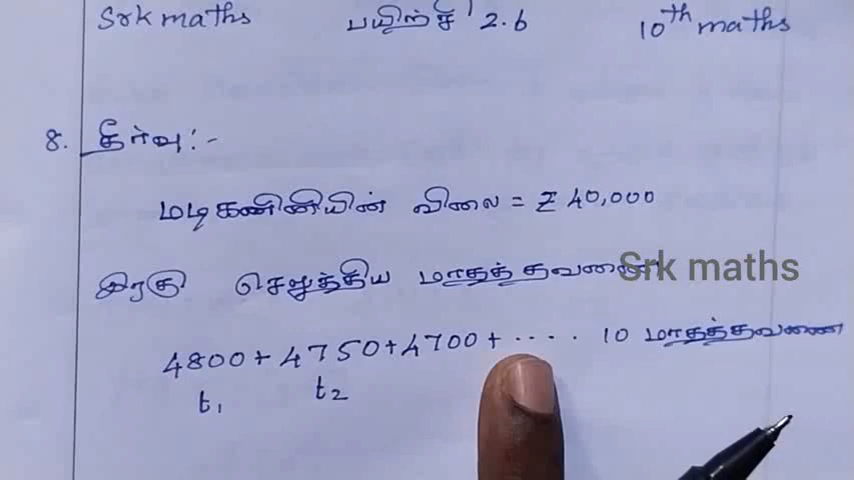 Srk maths பயிற்சி 2.6 10th maths
8. தீர்வு:-
மடிகணினியின் விலை = ₹ 40,000
இரகு செலுத்திய மாதத் தவணை
Srk maths
4800 + 4750 + 4700 + .... 10 மாதத்தவணை
t₁ t₂